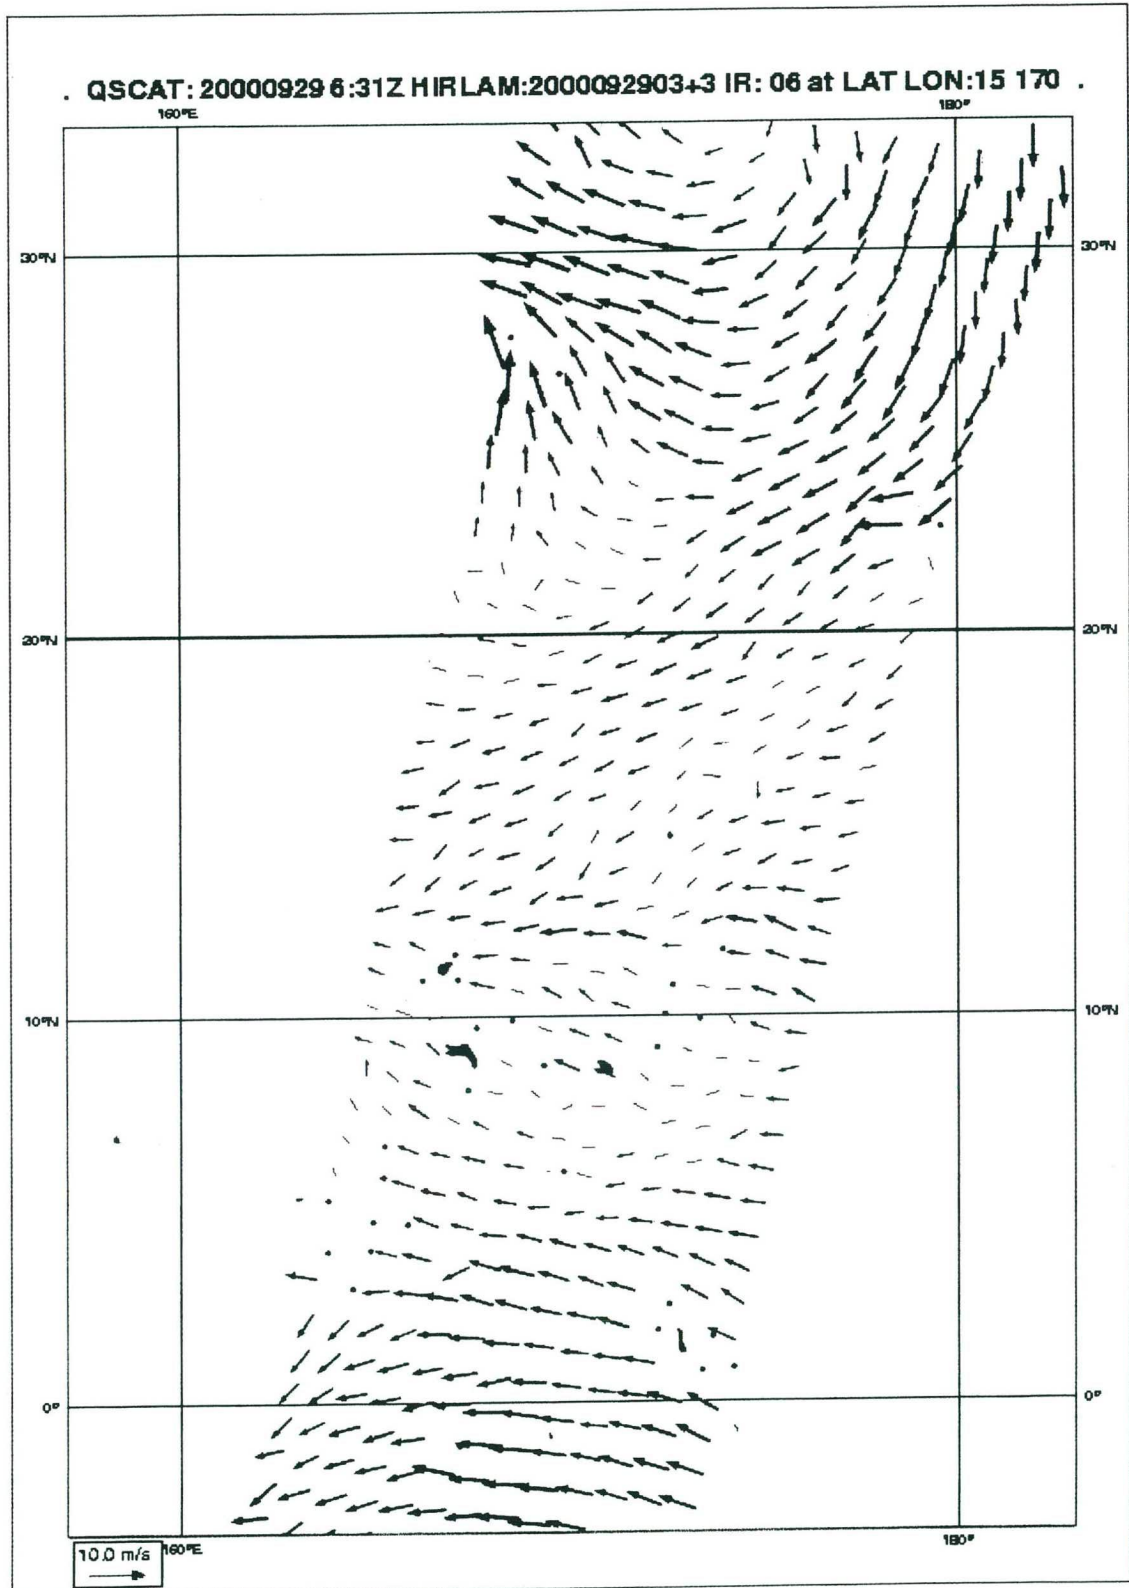 . QSCAT: 20000929 6:31Z HIRLAM:2000092903+3 IR: 06 at LAT LON:15 170 .
160°E 180°
30°N 30°N
20°N 20°N
10°N 10°N
0° 0°
160°E 180°
10.0 m/s